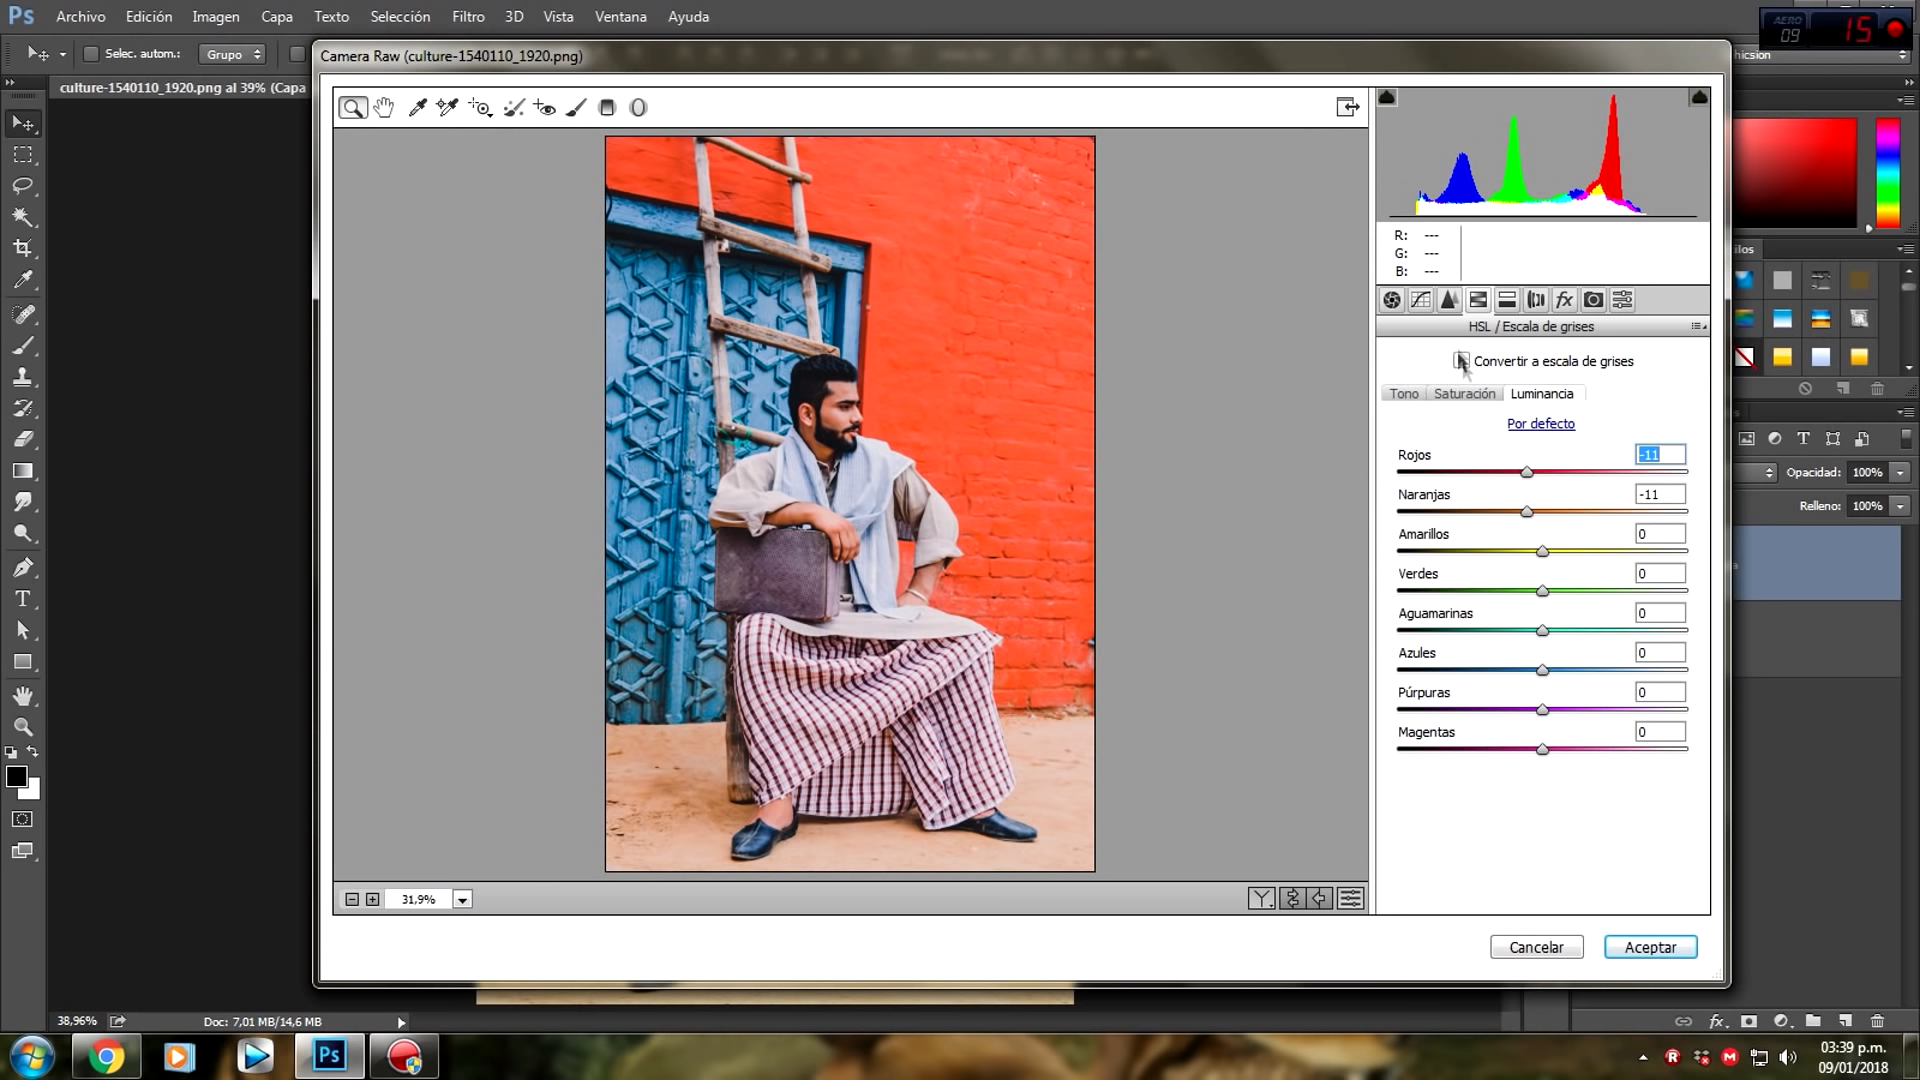 Ps Archivo Edición Imagen Capa Texto Selección Filtro 3D Vista Ventana Ayuda
AERO
09
15
Selec. autom.: Grupo
Camera Raw (culture-1540110_1920.png)
culture-1540110_1920.png al 39% (Capa
R: ---
G: ---
B: ---
HSL / Escala de grises
Convertir a escala de grises
Tono Saturación Luminancia
Por defecto
Rojos -11
Naranjas -11
Amarillos 0
Verdes 0
Aguamarinas 0
Azules 0
Púrpuras 0
Magentas 0
Opacidad: 100%
Relleno: 100%
31,9%
Cancelar Aceptar
38,96% Doc: 7,01 MB/14,6 MB
Ps
03:39 p.m.
09/01/2018